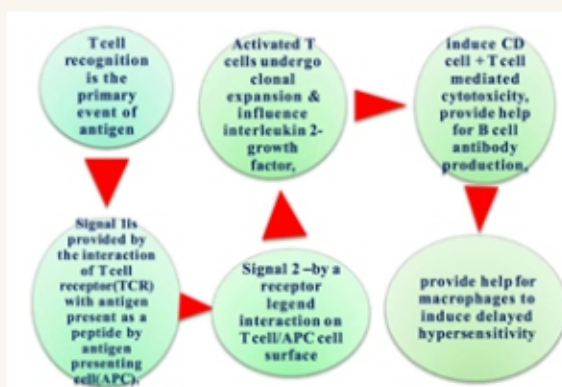 Tcell
recognition
is the
primary
event of
antigen
Signal 1is
provided by
the interaction
of Tcell
receptor(TCR)
with antigen
present as a
peptide by
antigen
presenting
cell(APC).
Signal 2 –by a
receptor
legend
interaction on
Tcell/APC cell
surface
Activated T
cells undergo
clonal
expansion &
influence
interleukin 2-
growth
factor,
induce CD
cell + Tcell
mediated
cytotoxicity,
provide help
for B cell
antibody
production,
provide help for
macrophages to
induce delayed
hypersensitivity